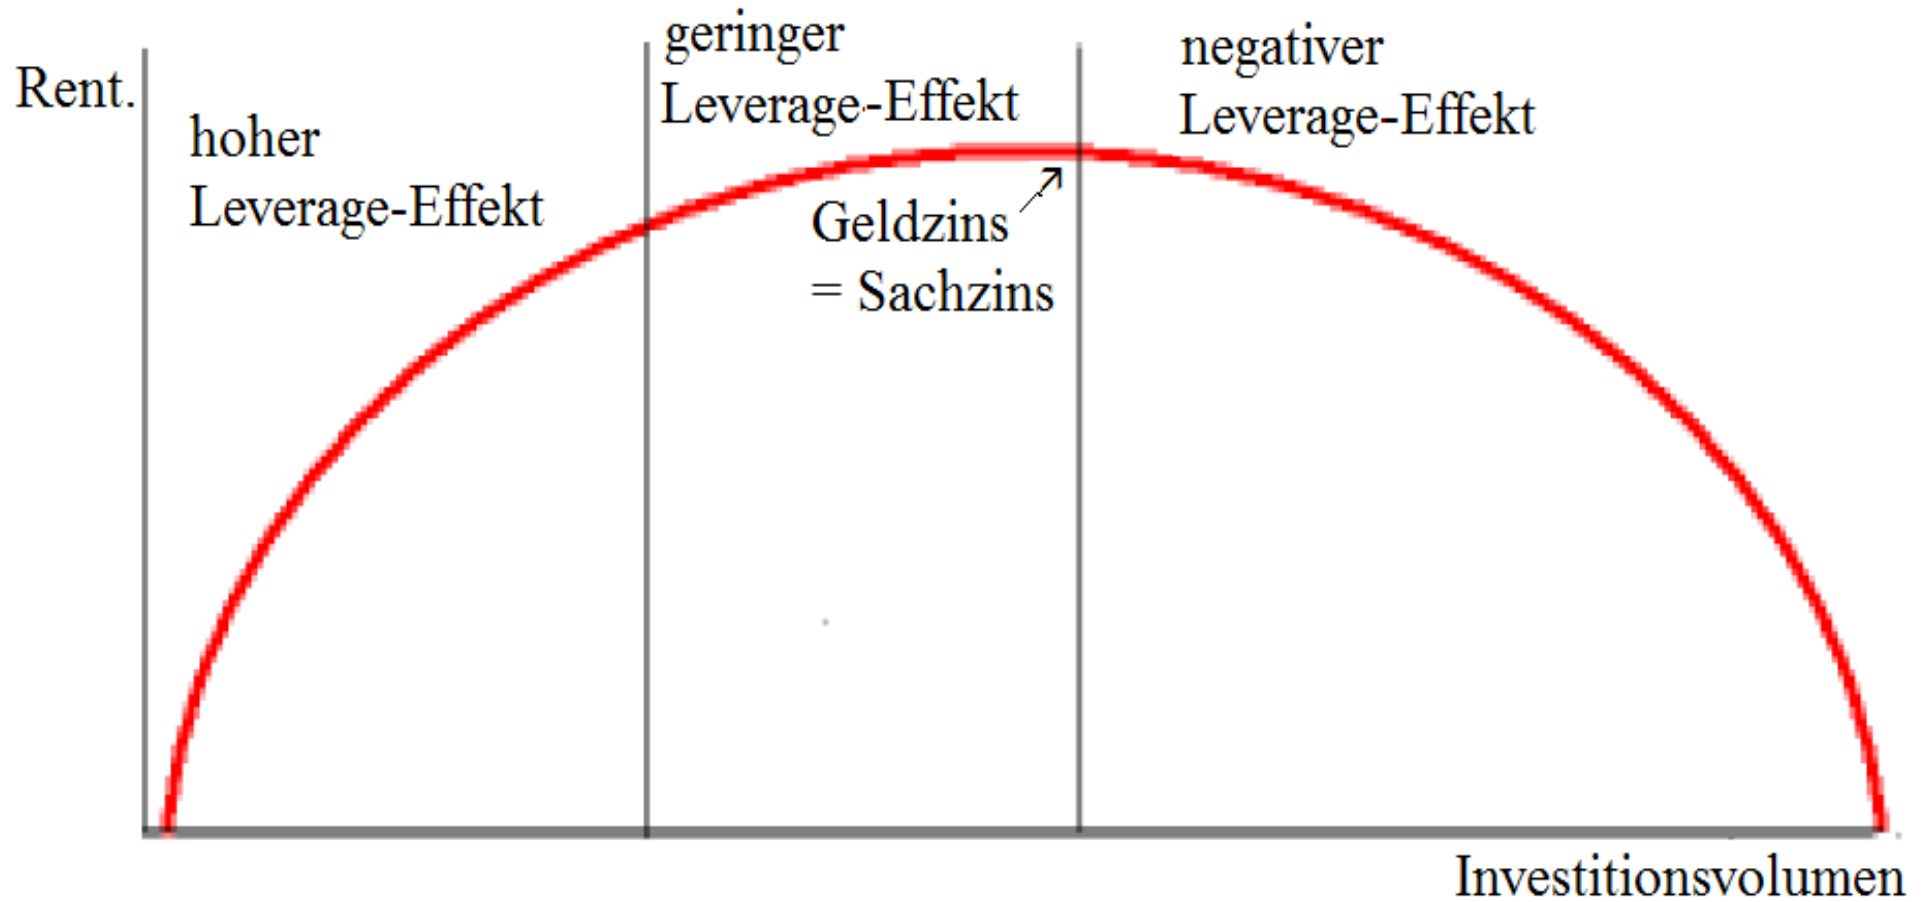 Rent.
hoher
Leverage-Effekt
geringer
Leverage-Effekt
negativer
Leverage-Effekt
Geldzins
= Sachzins
Investitionsvolumen